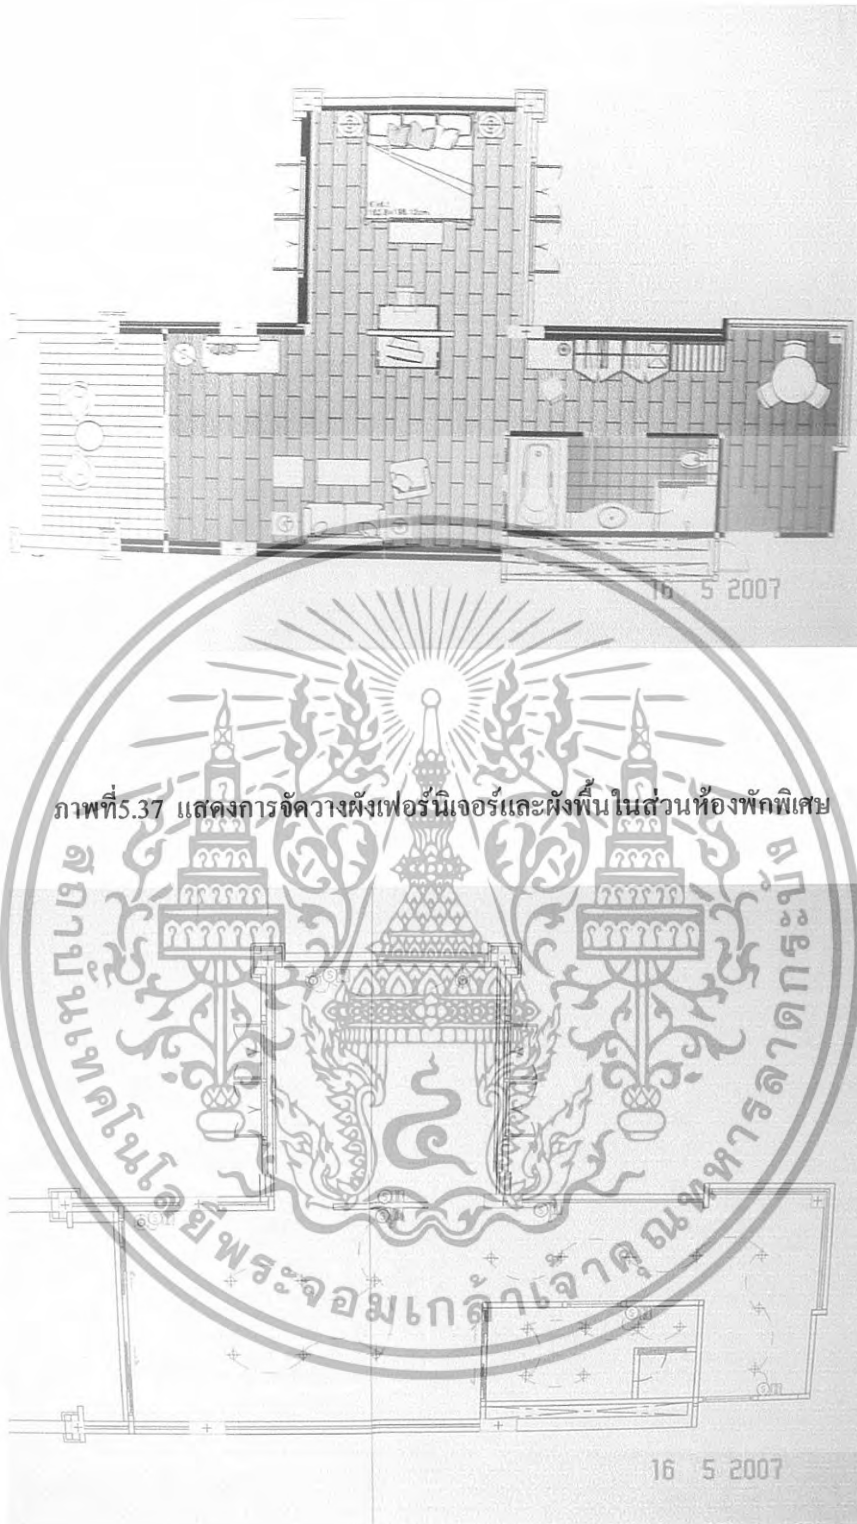 16 5 2007
ภาพที่5.37 แสดงการจัดวางผังเฟอร์นิเจอร์และผังพื้นในส่วนห้องพักพิเศษ
สถาบันเทคโนโลยีพระจอมเกล้าเจ้าคุณทหารลาดกระบัง
16 5 2007